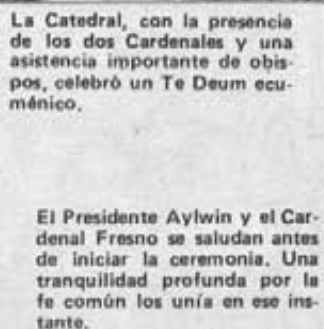 La Catedral, con la presencia
de los dos Cardenales y una
asistencia importante de obis-
pos, celebró un Te Deum ecu-
ménico.
El Presidente Aylwin y el Car-
denal Fresno se saludan antes
de iniciar la ceremonia. Una
tranquilidad profunda por la
fe común los unía en ese ins-
tante.